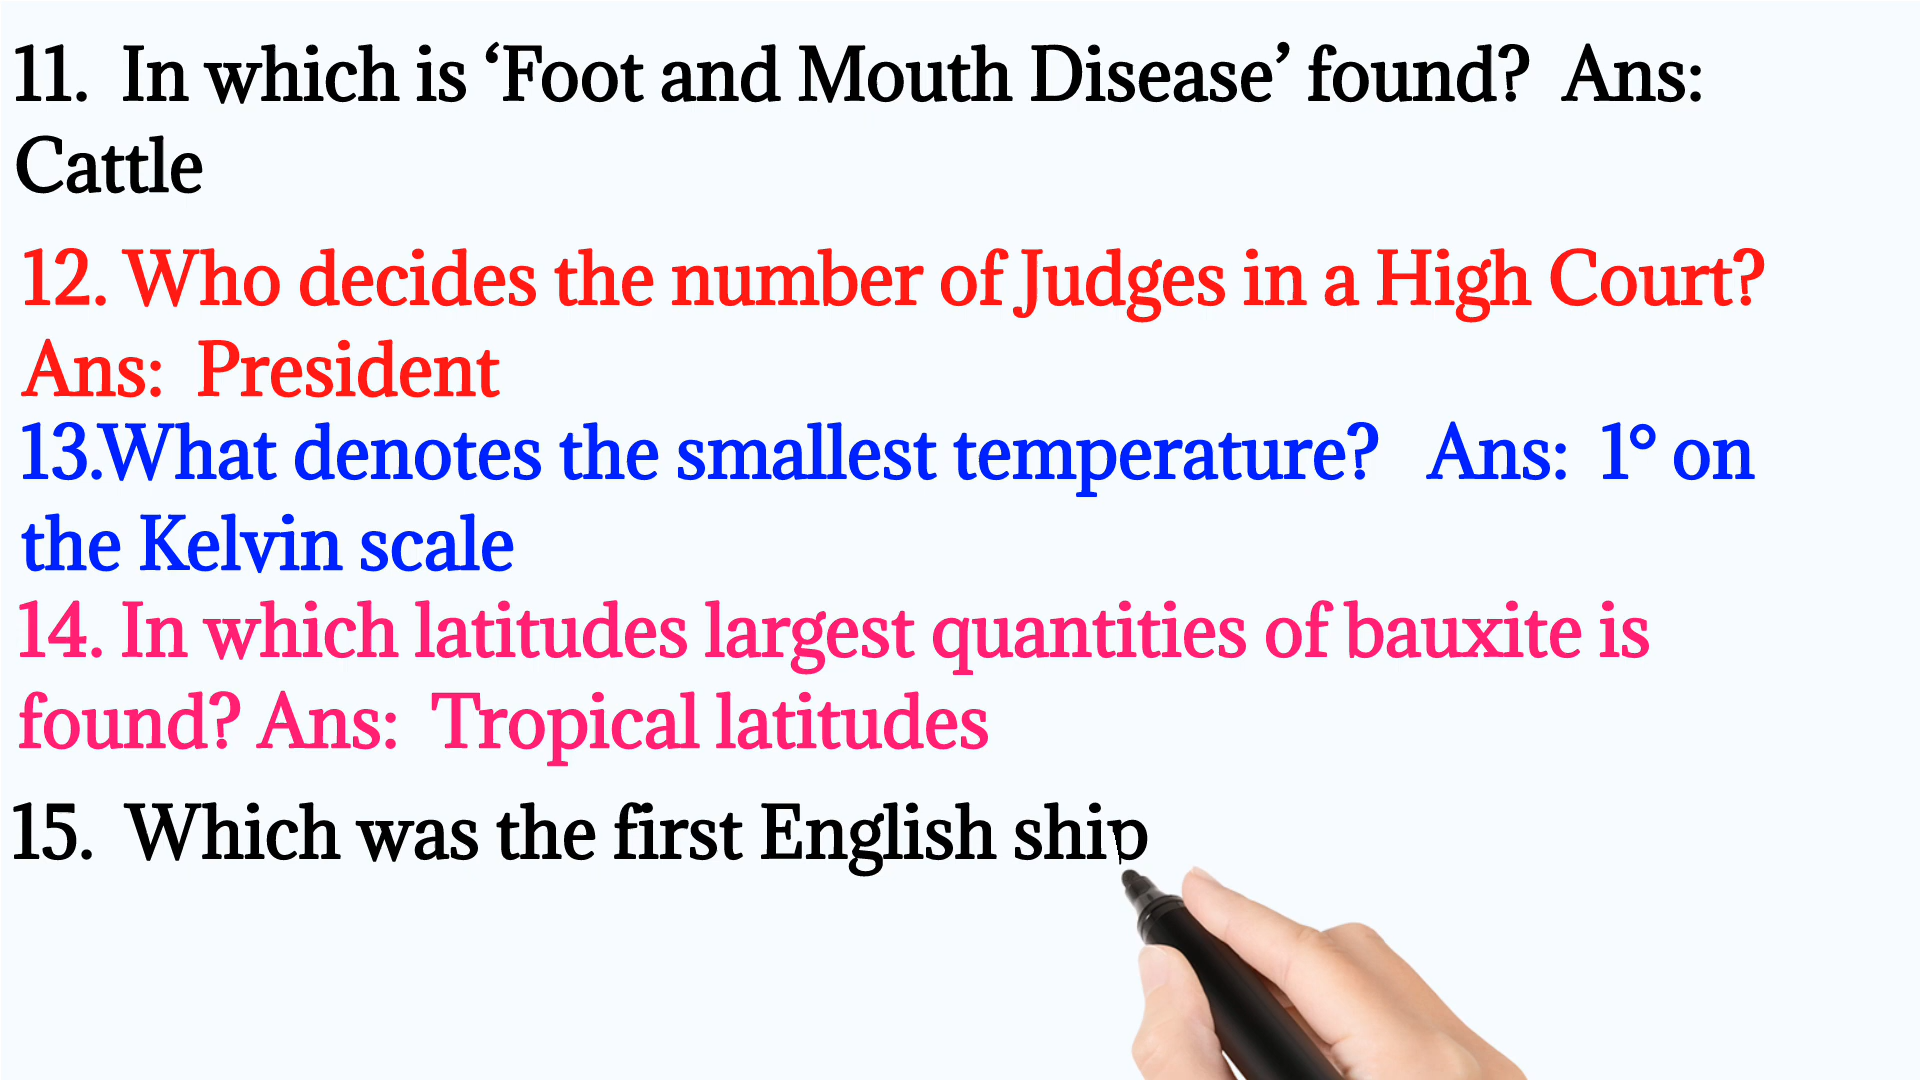 11. In which is ‘Foot and Mouth Disease’ found? Ans:
Cattle
12. Who decides the number of Judges in a High Court?
Ans: President
13.What denotes the smallest temperature? Ans: 1° on
the Kelvin scale
14. In which latitudes largest quantities of bauxite is
found? Ans: Tropical latitudes
15. Which was the first English ship